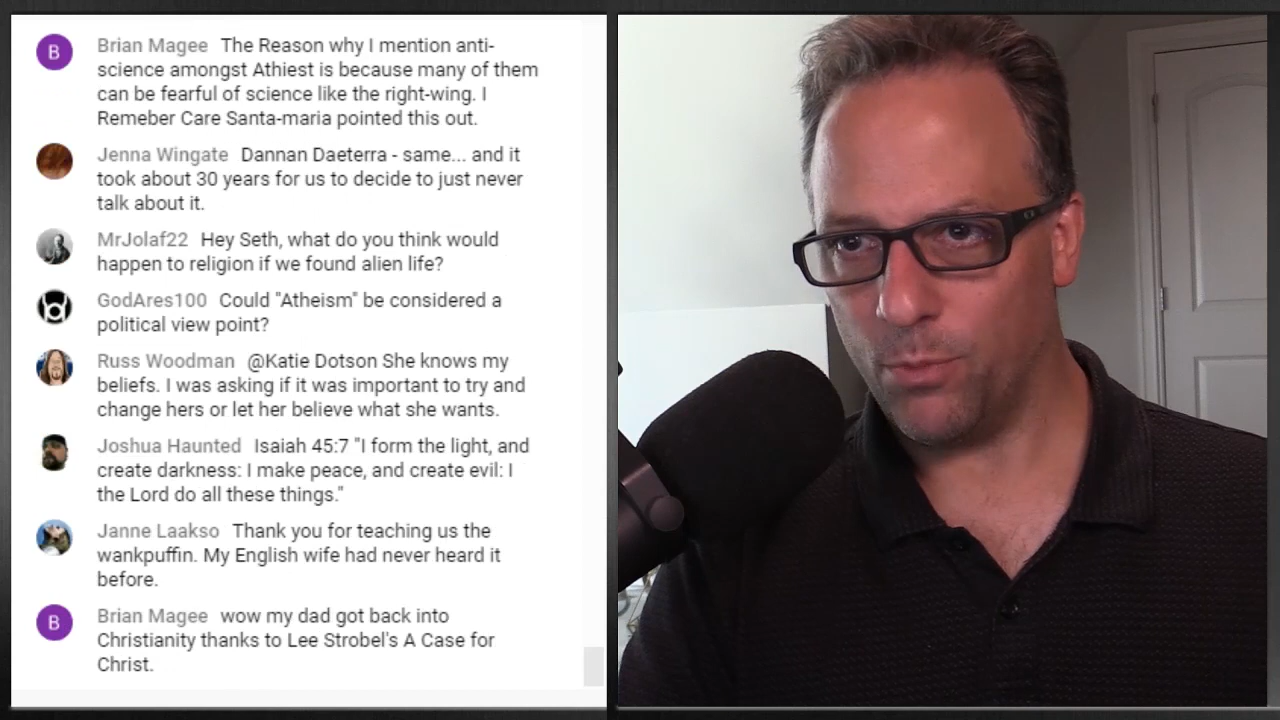 B Brian Magee The Reason why I mention anti-
science amongst Athiest is because many of them
can be fearful of science like the right-wing. I
Remeber Care Santa-maria pointed this out.
Jenna Wingate Dannan Daeterra - same... and it
took about 30 years for us to decide to just never
talk about it.
MrJolaf22 Hey Seth, what do you think would
happen to religion if we found alien life?
GodAres100 Could "Atheism" be considered a
political view point?
Russ Woodman @Katie Dotson She knows my
beliefs. I was asking if it was important to try and
change hers or let her believe what she wants.
Joshua Haunted Isaiah 45:7 "I form the light, and
create darkness: I make peace, and create evil: I
the Lord do all these things."
Janne Laakso Thank you for teaching us the
wankpuffin. My English wife had never heard it
before.
B Brian Magee wow my dad got back into
Christianity thanks to Lee Strobel's A Case for
Christ.